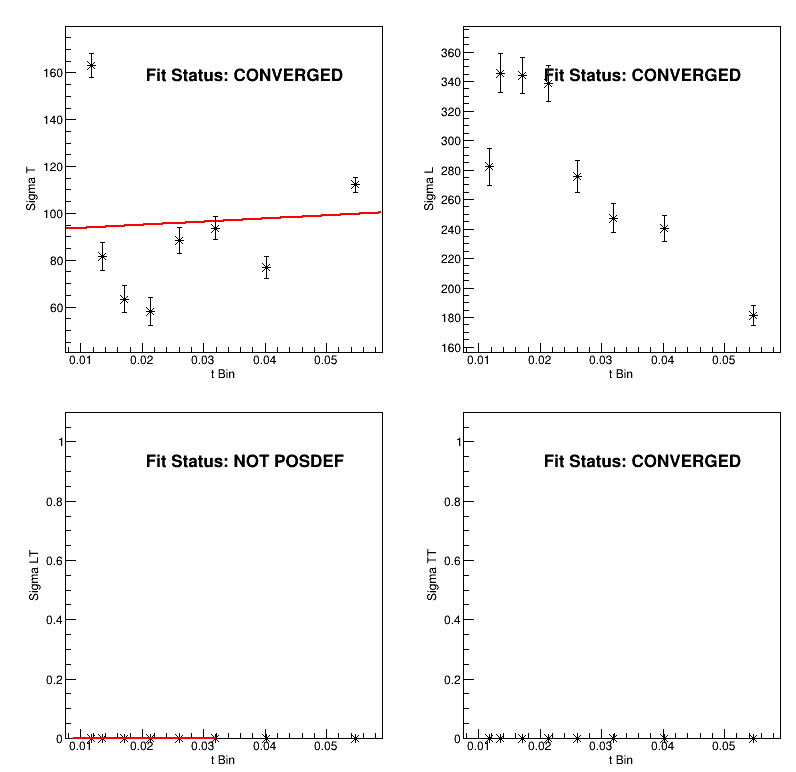 Fit Status: CONVERGED
160
140
120
100
80
60
Sigma T
0.01 0.02 0.03 0.04 0.05
t Bin
Fit Status: CONVERGED
360
340
320
300
280
260
240
220
200
180
160
Sigma L
0.01 0.02 0.03 0.04 0.05
t Bin
Fit Status: NOT POSDEF
1
0.8
0.6
0.4
0.2
0
Sigma LT
0.01 0.02 0.03 0.04 0.05
t Bin
Fit Status: CONVERGED
1
0.8
0.6
0.4
0.2
0
Sigma TT
0.01 0.02 0.03 0.04 0.05
t Bin